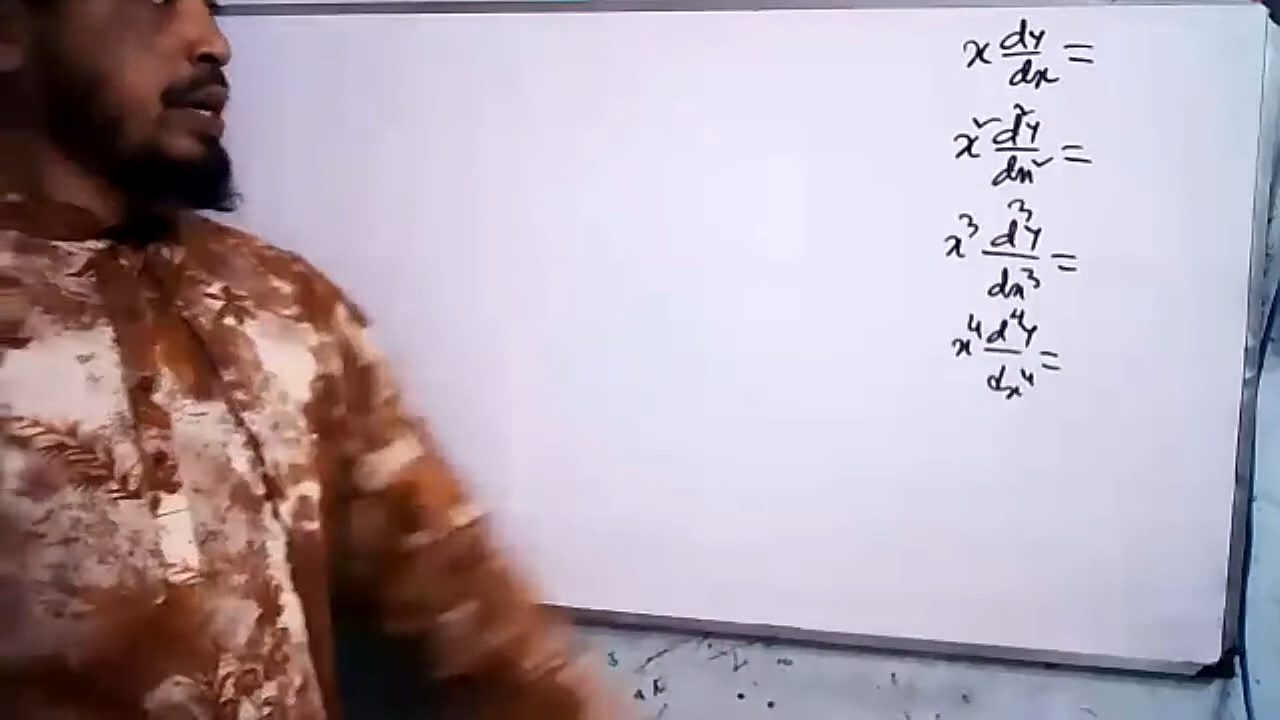 x dy/dx =
x² d²y/dx² =
x³ d³y/dx³ =
x⁴ d⁴y/dx⁴ =